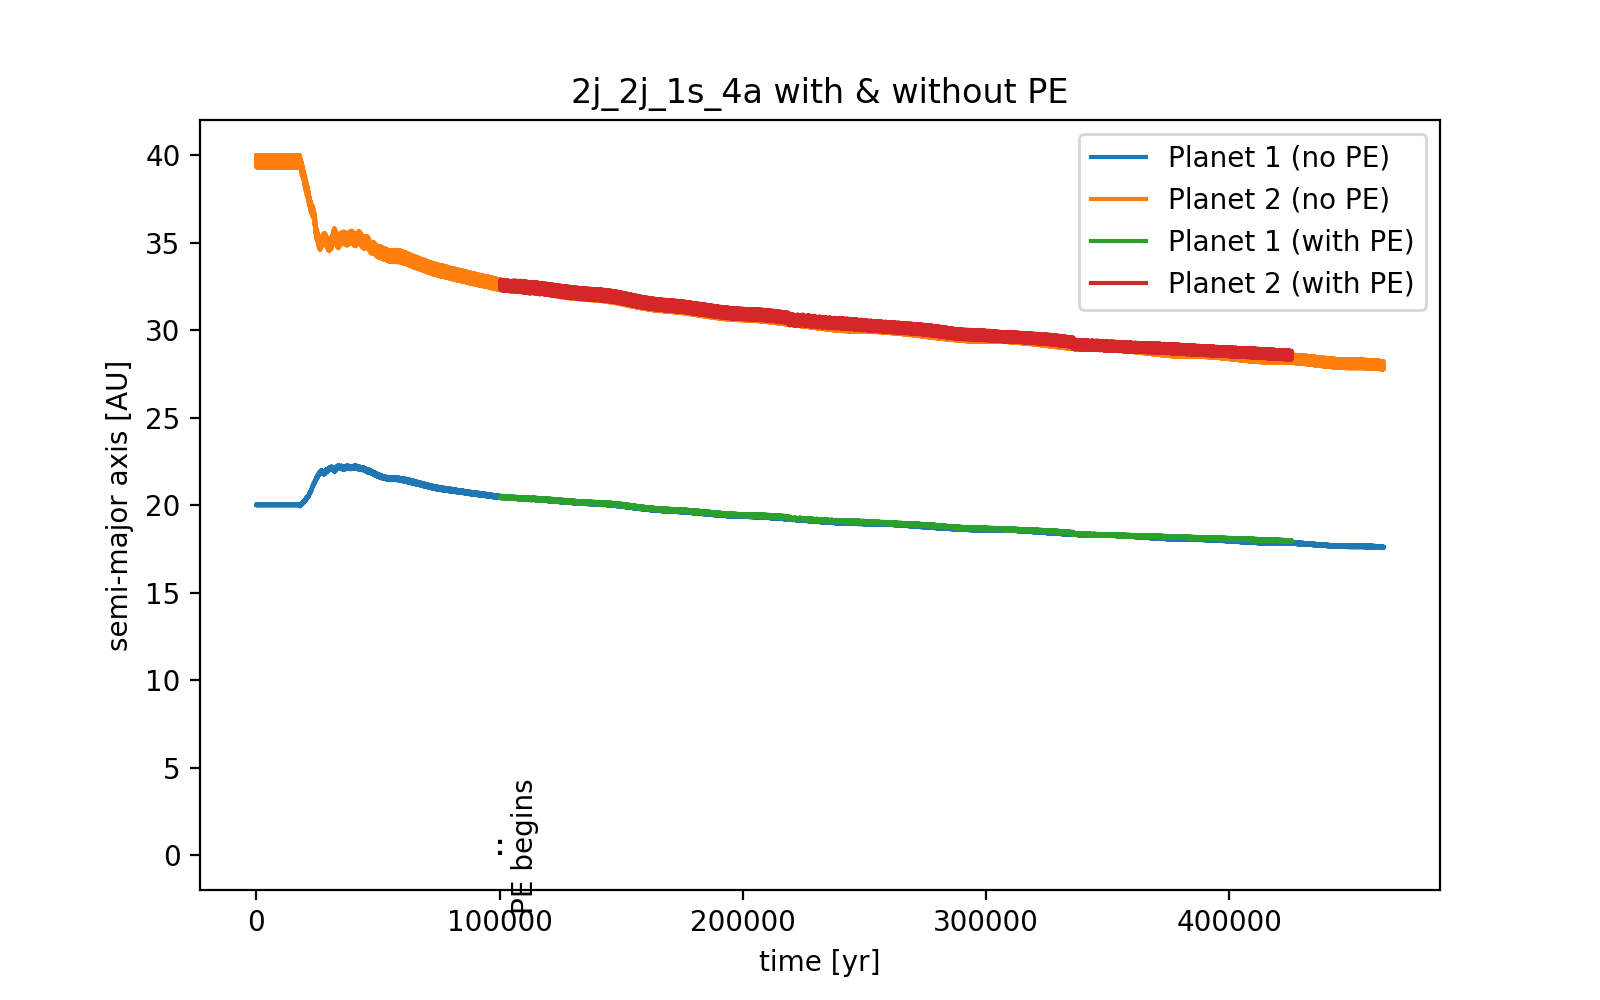 2j_2j_1s_4a with & without PE
Planet 1 (no PE)
Planet 2 (no PE)
Planet 1 (with PE)
Planet 2 (with PE)
semi-major axis [AU]
40
35
30
25
20
15
10
5
0
PE begins
0
100000
200000
300000
400000
time [yr]